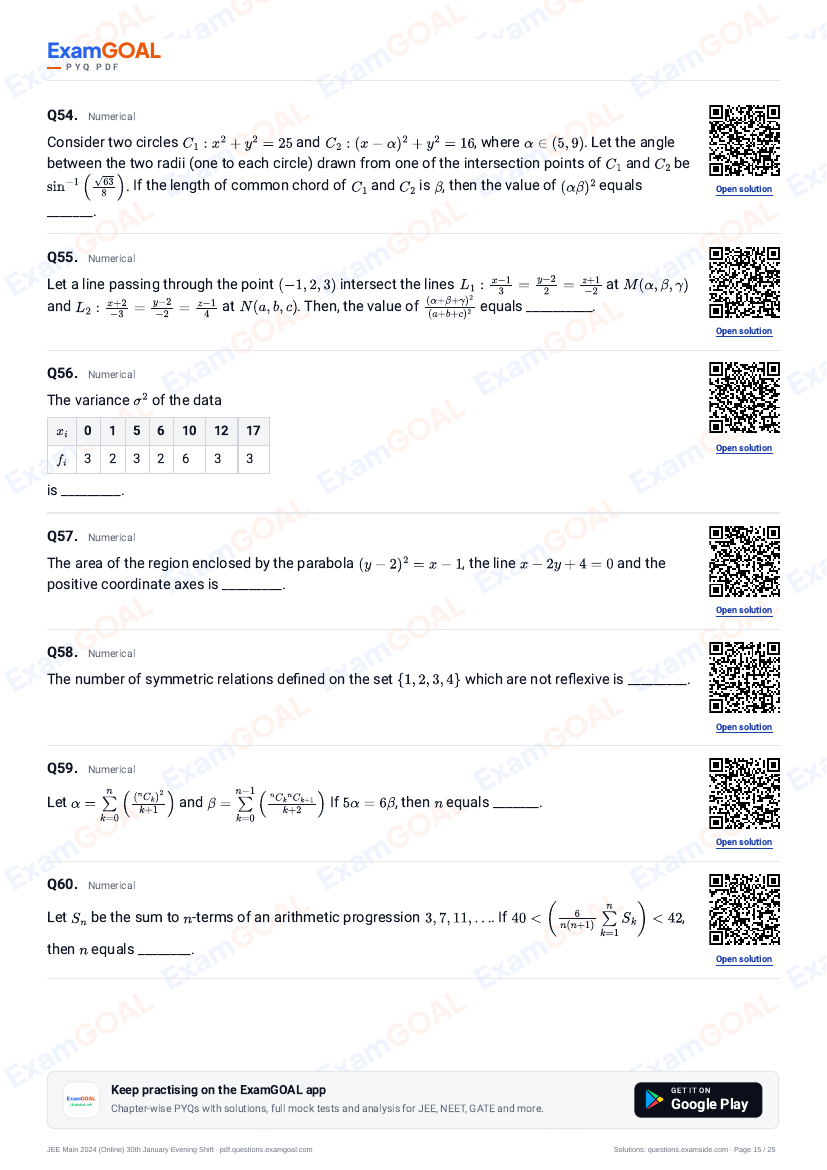 ExamGOAL
PYQ PDF
Q54. Numerical
Consider two circles C₁ : x² + y² = 25 and C₂ : (x − α)² + y² = 16, where α ∈ (5, 9). Let the angle
between the two radii (one to each circle) drawn from one of the intersection points of C₁ and C₂ be
sin⁻¹ (√63/8). If the length of common chord of C₁ and C₂ is β, then the value of (αβ)² equals
_______.
Open solution
Q55. Numerical
Let a line passing through the point (−1, 2, 3) intersect the lines L₁ : (x−1)/3 = (y−2)/2 = (z+1)/−2 at M(α, β, γ)
and L₂ : (x+2)/−3 = (y−2)/−2 = (z−1)/4 at N(a, b, c). Then, the value of (α+β+γ)²/(a+b+c)² equals __________.
Open solution
Q56. Numerical
The variance σ² of the data
xᵢ 0 1 5 6 10 12 17
fᵢ 3 2 3 2 6 3 3
is _________.
Open solution
Q57. Numerical
The area of the region enclosed by the parabola (y − 2)² = x − 1, the line x − 2y + 4 = 0 and the
positive coordinate axes is _________.
Open solution
Q58. Numerical
The number of symmetric relations defined on the set {1, 2, 3, 4} which are not reflexive is _________.
Open solution
Q59. Numerical
Let α = ∑ₖ₌₀ⁿ ((ⁿCₖ)²/(k+1)) and β = ∑ₖ₌₀ⁿ⁻¹ (ⁿCₖ ⁿCₖ₊₁/(k+2)) If 5α = 6β, then n equals _______.
Open solution
Q60. Numerical
Let Sₙ be the sum to n-terms of an arithmetic progression 3, 7, 11, .... If 40 < (6/(n(n+1)) ∑ₖ₌₁ⁿ Sₖ) < 42,
then n equals ________.
Open solution
ExamGOAL
Keep practising on the ExamGOAL app
Chapter-wise PYQs with solutions, full mock tests and analysis for JEE, NEET, GATE and more.
GET IT ON
Google Play
JEE Main 2024 (Online) 30th January Evening Shift · pdf.questions.examgoal.com
Solutions: questions.examside.com · Page 15 / 25